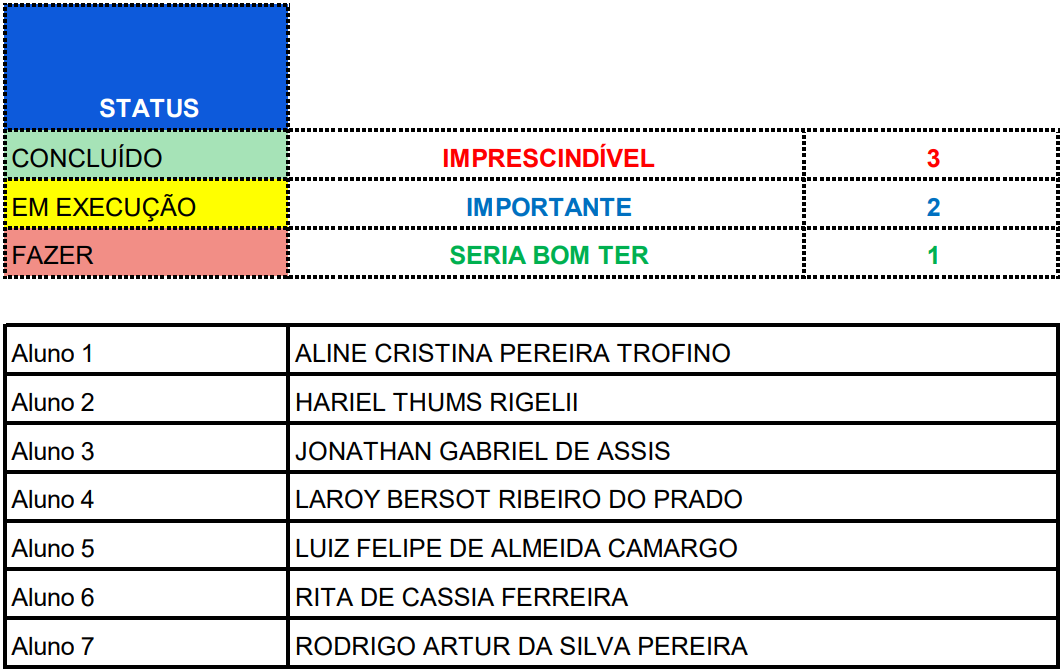 STATUS
CONCLUÍDO IMPRESCINDÍVEL 3
EM EXECUÇÃO IMPORTANTE 2
FAZER SERIA BOM TER 1
Aluno 1 ALINE CRISTINA PEREIRA TROFINO
Aluno 2 HARIEL THUMS RIGELII
Aluno 3 JONATHAN GABRIEL DE ASSIS
Aluno 4 LAROY BERSOT RIBEIRO DO PRADO
Aluno 5 LUIZ FELIPE DE ALMEIDA CAMARGO
Aluno 6 RITA DE CASSIA FERREIRA
Aluno 7 RODRIGO ARTUR DA SILVA PEREIRA